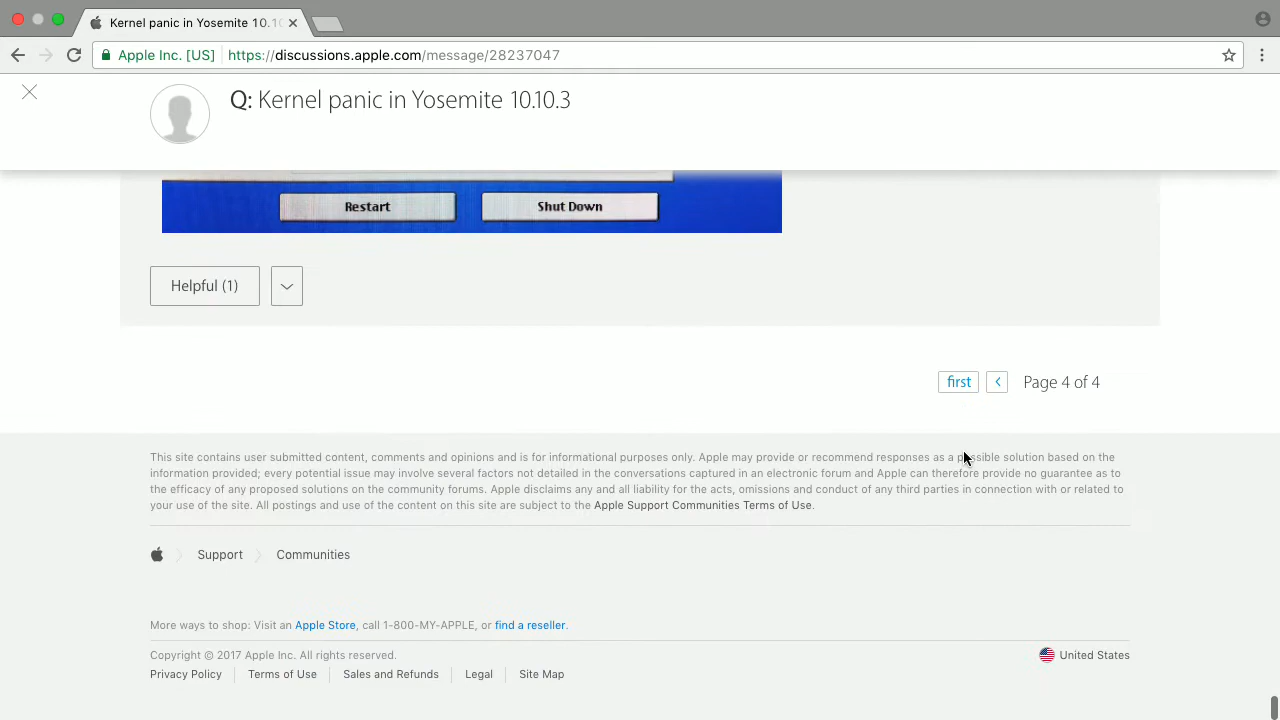 Kernel panic in Yosemite 10.1
Apple Inc. [US] https://discussions.apple.com/message/28237047
Q: Kernel panic in Yosemite 10.10.3
Restart Shut Down
Helpful (1)
first Page 4 of 4
This site contains user submitted content, comments and opinions and is for informational purposes only. Apple may provide or recommend responses as a possible solution based on the
information provided; every potential issue may involve several factors not detailed in the conversations captured in an electronic forum and Apple can therefore provide no guarantee as to
the efficacy of any proposed solutions on the community forums. Apple disclaims any and all liability for the acts, omissions and conduct of any third parties in connection with or related to
your use of the site. All postings and use of the content on this site are subject to the Apple Support Communities Terms of Use.
Support Communities
More ways to shop: Visit an Apple Store, call 1-800-MY-APPLE, or find a reseller.
Copyright © 2017 Apple Inc. All rights reserved. United States
Privacy Policy Terms of Use Sales and Refunds Legal Site Map